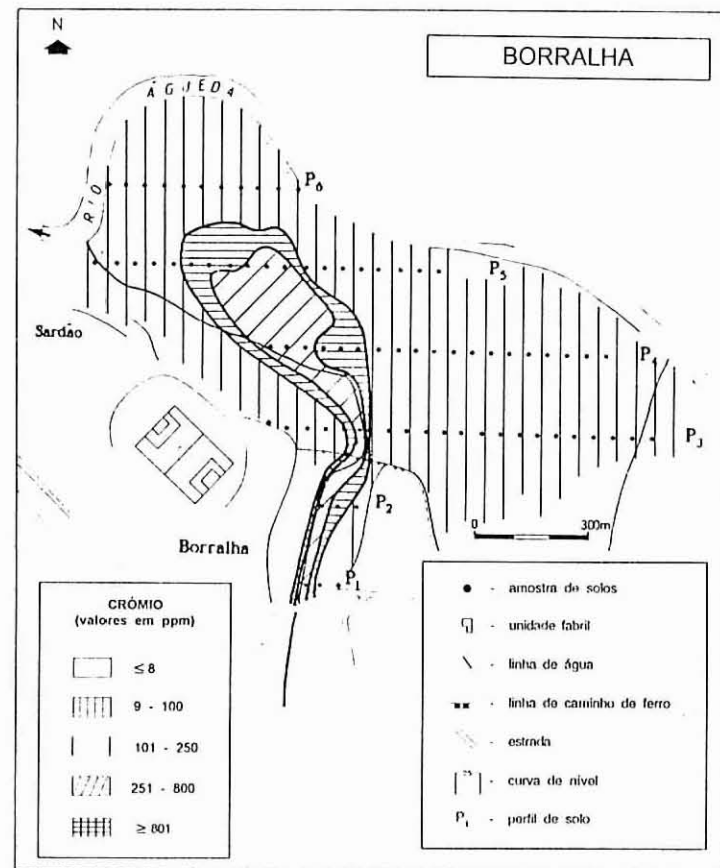 N
BORRALHA
RIO ÁGUEDA
P6
P5
Sardão
P4
P3
P2
0 300m
Borralha
P1
CRÓMIO
(valores em ppm)
≤ 8
9 - 100
101 - 250
251 - 800
≥ 801
- amostra de solos
- unidade fabril
- linha de água
- linha de caminho de ferro
- estrada
25 - curva de nível
P1 - perfil de solo